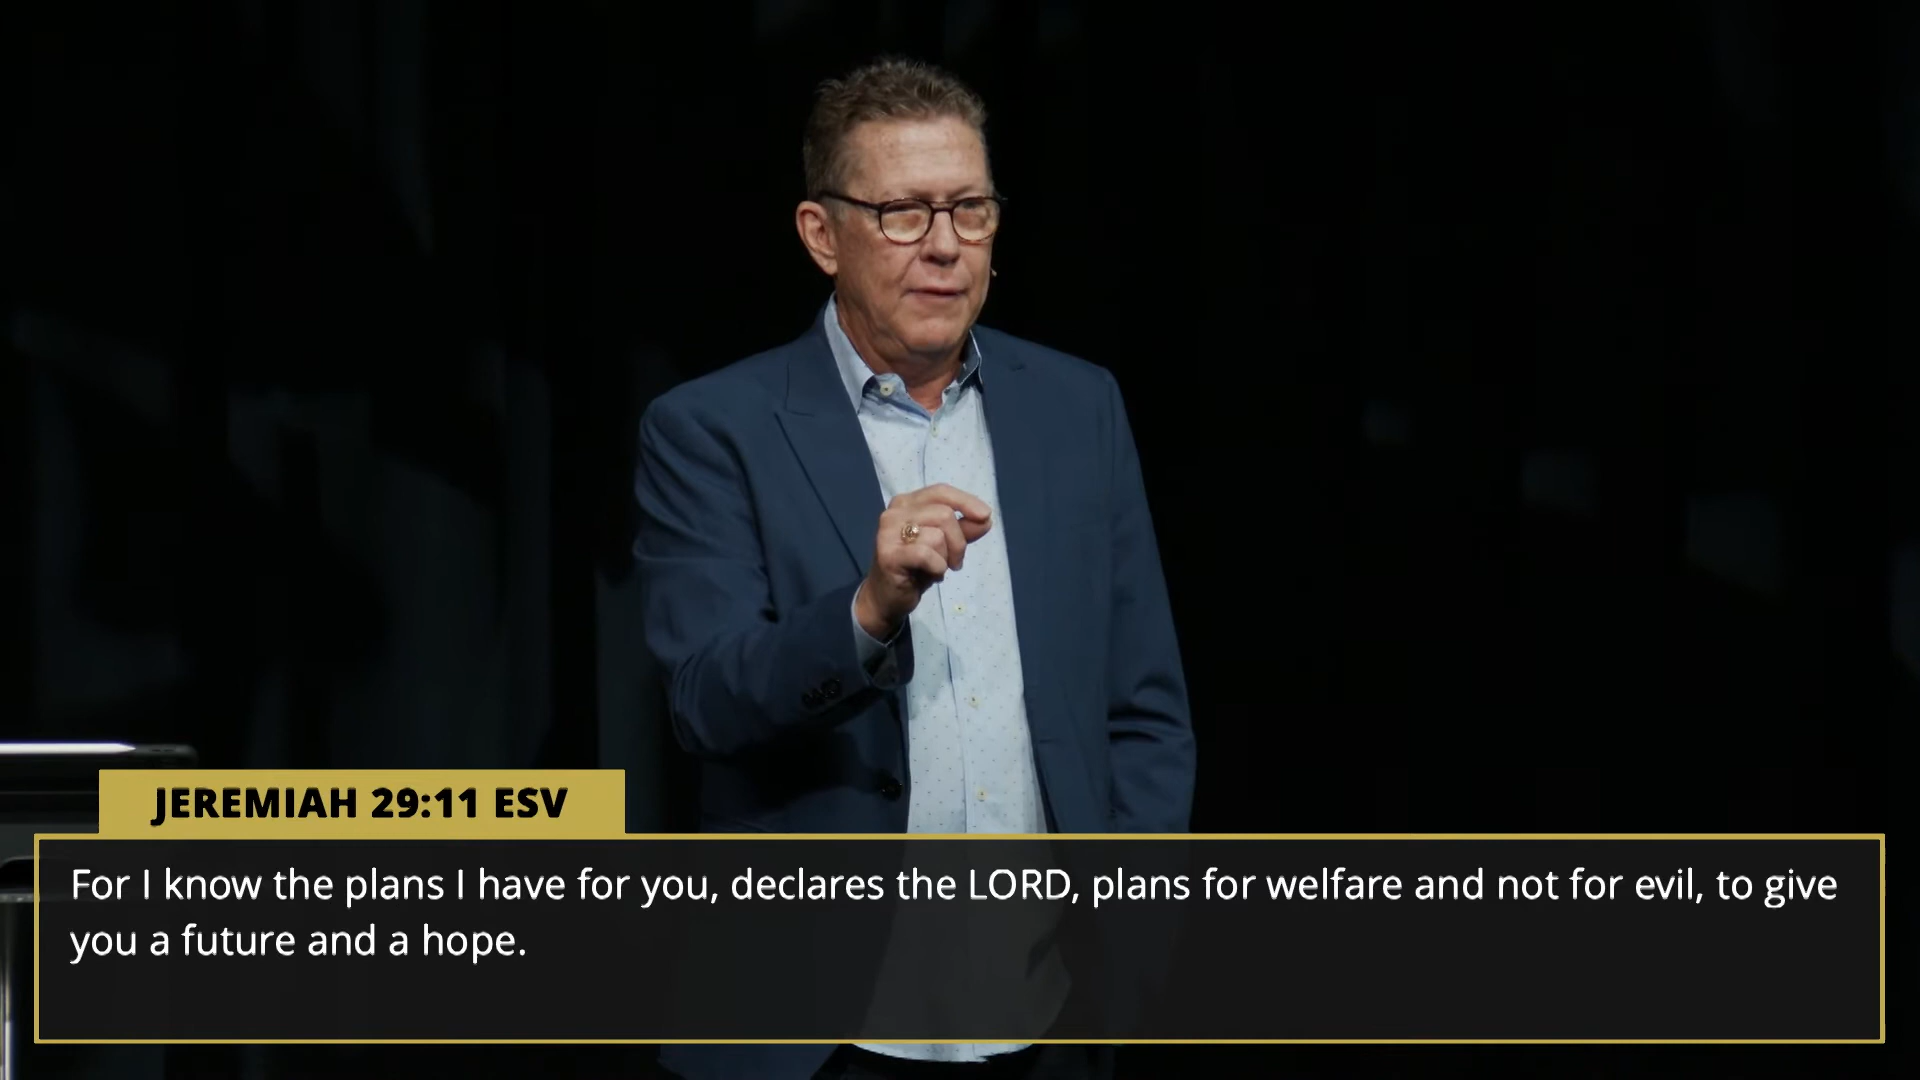 JEREMIAH 29:11 ESV
For I know the plans I have for you, declares the LORD, plans for welfare and not for evil, to give
you a future and a hope.